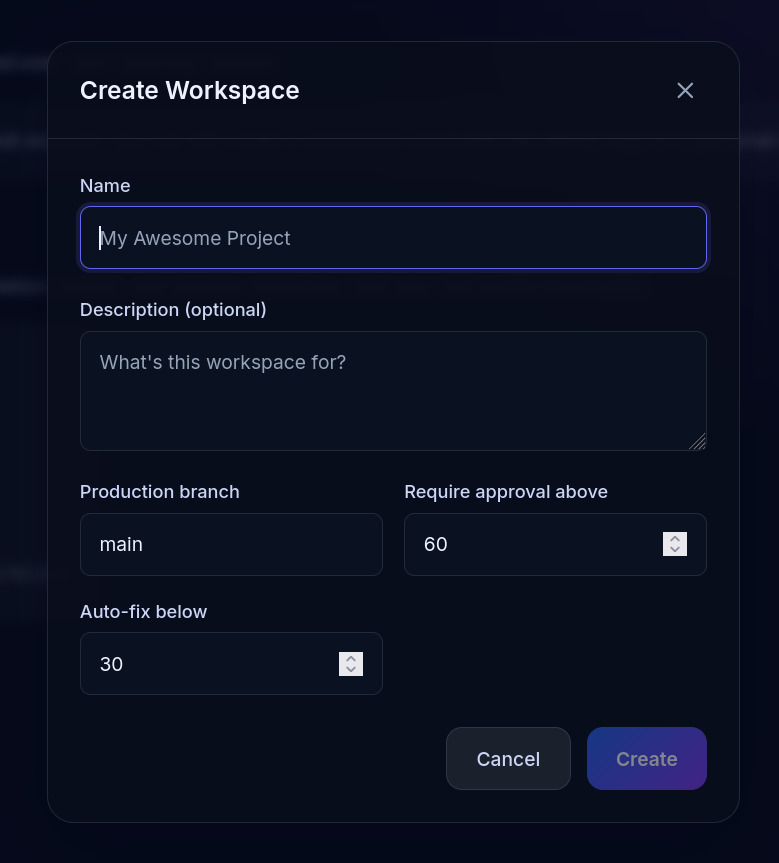 Create Workspace
Name
My Awesome Project
Description (optional)
What's this workspace for?
Production branch
Require approval above
main
60
Auto-fix below
30
Cancel
Create